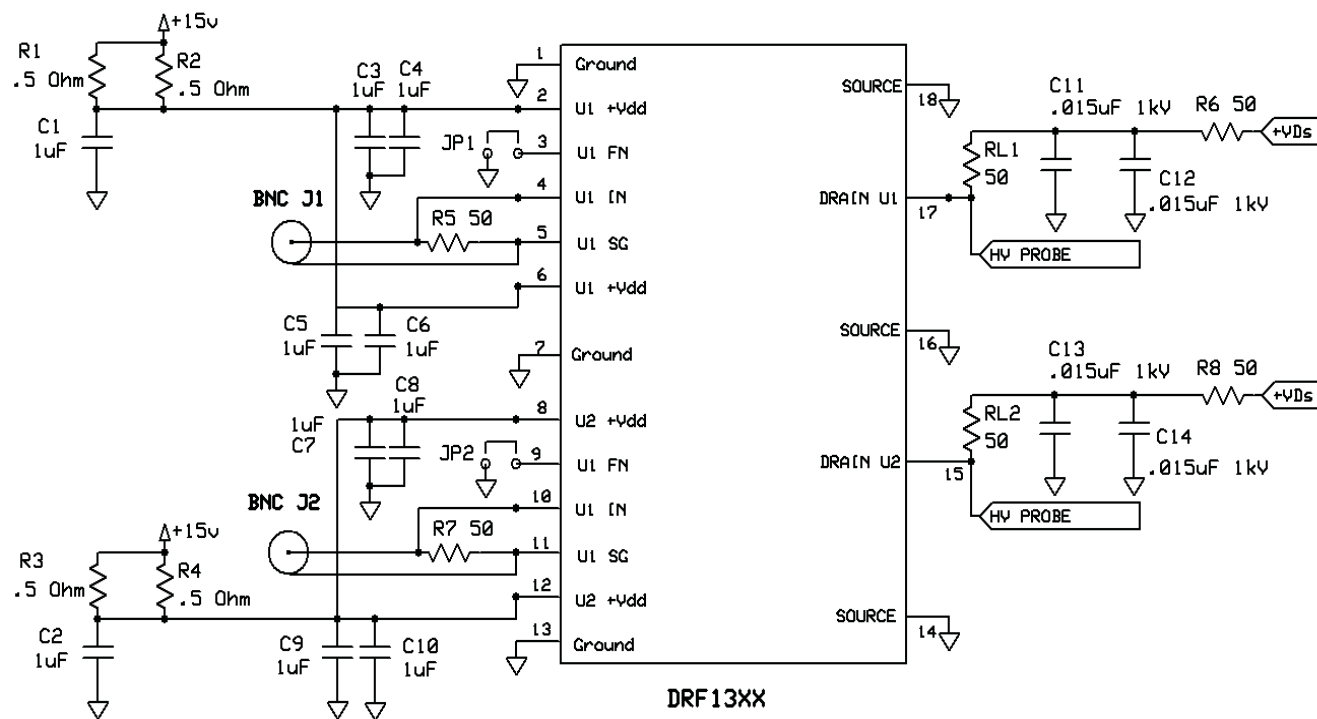 +15v
R1
.5 Ohm
R2
.5 Ohm
C1
1uF
C3
1uF
C4
1uF
JP1
BNC J1
R5 50
C5
1uF
C6
1uF
C8
1uF
1uF
C7
JP2
BNC J2
R7 50
+15v
R3
.5 Ohm
R4
.5 Ohm
C2
1uF
C9
1uF
C10
1uF
1 Ground
2 U1 +Vdd
3 U1 FN
4 U1 IN
5 U1 SG
6 U1 +Vdd
7 Ground
8 U2 +Vdd
9 U1 FN
10 U1 IN
11 U1 SG
12 U2 +Vdd
13 Ground
SOURCE 18
DRAIN U1 17
SOURCE 16
DRAIN U2 15
SOURCE 14
C11
.015uF 1kV
R6 50
+VDs
RL1
50
C12
.015uF 1kV
HV PROBE
C13
.015uF 1kV
R8 50
+VDs
RL2
50
C14
.015uF 1kV
HV PROBE
DRF13XX